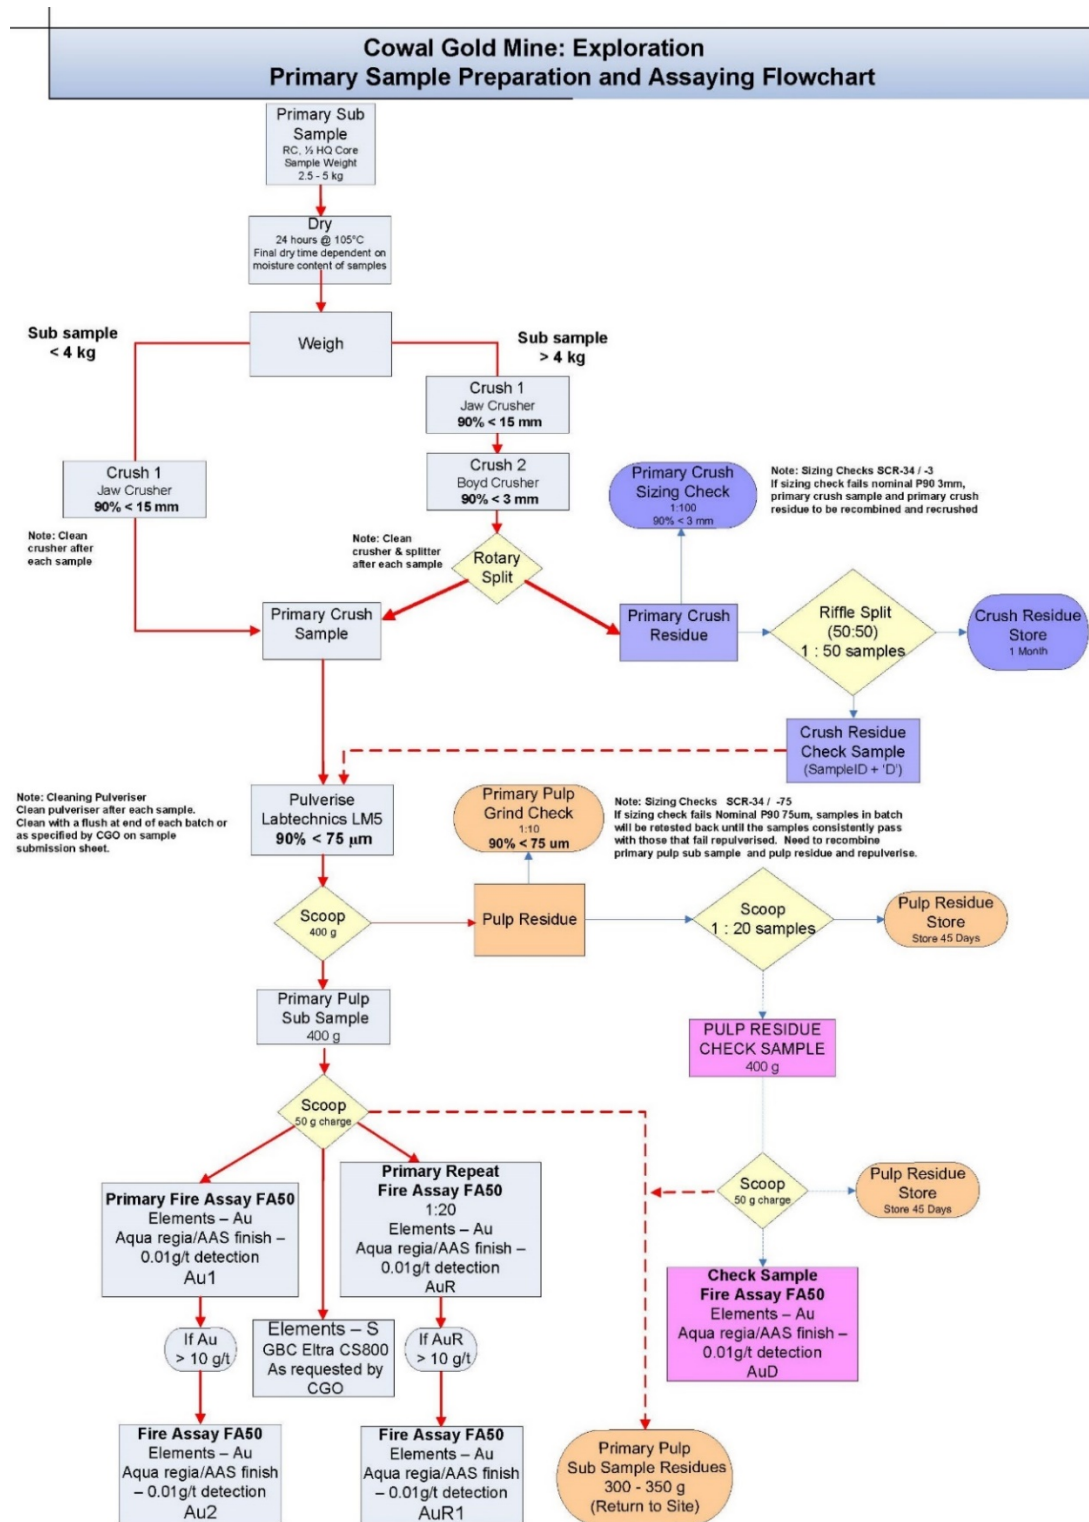 Cowal Gold Mine: Exploration
Primary Sample Preparation and Assaying Flowchart
Primary Sub
Sample
RC, ½ HQ Core
Sample Weight
2.5 - 5 kg
Dry
24 hours @ 105°C
Final dry time dependent on
moisture content of samples
Sub sample
< 4 kg
Weigh
Sub sample
> 4 kg
Crush 1
Jaw Crusher
90% < 15 mm
Crush 1
Jaw Crusher
90% < 15 mm
Crush 2
Boyd Crusher
90% < 3 mm
Primary Crush
Sizing Check
1:100
90% < 3 mm
Note: Sizing Checks SCR-34 / -3
If sizing check fails nominal P90 3mm,
primary crush sample and primary crush
residue to be recombined and recrushed
Note: Clean
crusher after
each sample
Note: Clean
crusher & splitter
after each sample
Rotary
Split
Primary Crush
Sample
Primary Crush
Residue
Riffle Split
(50:50)
1 : 50 samples
Crush Residue
Store
1 Month
Crush Residue
Check Sample
(SampleID + 'D')
Note: Cleaning Pulveriser
Clean pulveriser after each sample.
Clean with a flush at end of each batch or
as specified by CGO on sample
submission sheet.
Pulverise
Labtechnics LM5
90% < 75 µm
Primary Pulp
Grind Check
1:10
90% < 75 um
Note: Sizing Checks SCR-34 / -75
If sizing check fails Nominal P90 75um, samples in batch
will be retested back until the samples consistently pass
with those that fail repulverised. Need to recombine
primary pulp sub sample and pulp residue and repulverise.
Scoop
400 g
Pulp Residue
Scoop
1 : 20 samples
Pulp Residue
Store
Store 45 Days
Primary Pulp
Sub Sample
400 g
PULP RESIDUE
CHECK SAMPLE
400 g
Scoop
50 g charge
Primary Fire Assay FA50
Elements – Au
Aqua regia/AAS finish –
0.01g/t detection
Au1
Primary Repeat
Fire Assay FA50
1:20
Elements – Au
Aqua regia/AAS finish –
0.01g/t detection
AuR
Scoop
50 g charge
Pulp Residue
Store
Store 45 Days
If Au
> 10 g/t
Elements – S
GBC Eltra CS800
As requested by
CGO
If AuR
> 10 g/t
Check Sample
Fire Assay FA50
Elements – Au
Aqua regia/AAS finish –
0.01g/t detection
AuD
Fire Assay FA50
Elements – Au
Aqua regia/AAS finish
– 0.01g/t detection
Au2
Fire Assay FA50
Elements – Au
Aqua regia/AAS finish
– 0.01g/t detection
AuR1
Primary Pulp
Sub Sample Residues
300 - 350 g
(Return to Site)